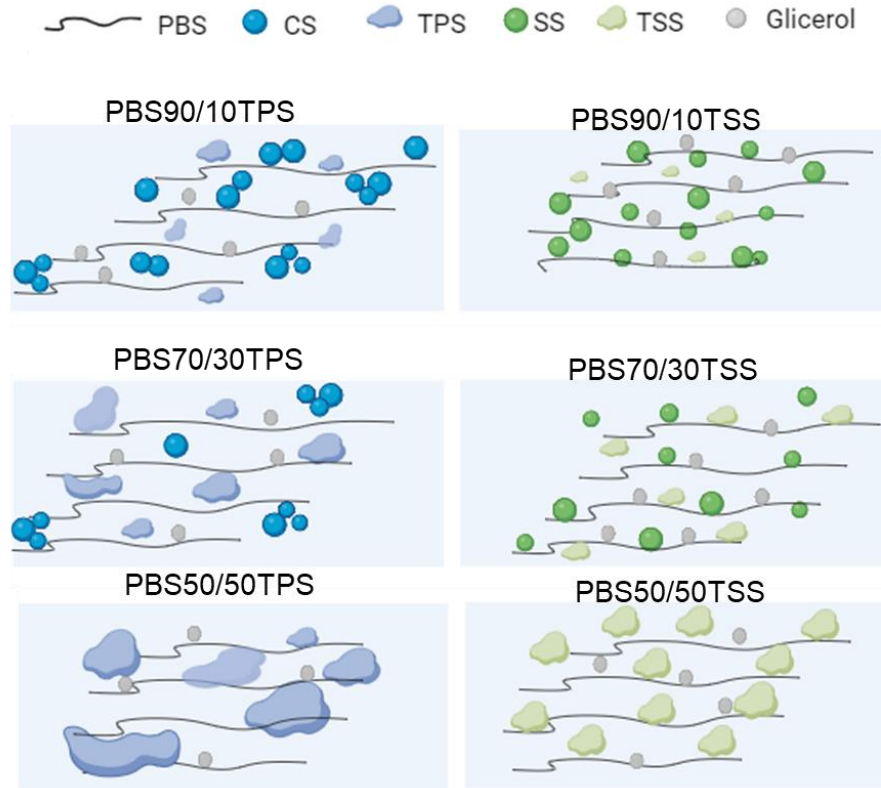 PBS CS TPS SS TSS Glicerol
PBS90/10TPS PBS90/10TSS
PBS70/30TPS PBS70/30TSS
PBS50/50TPS PBS50/50TSS